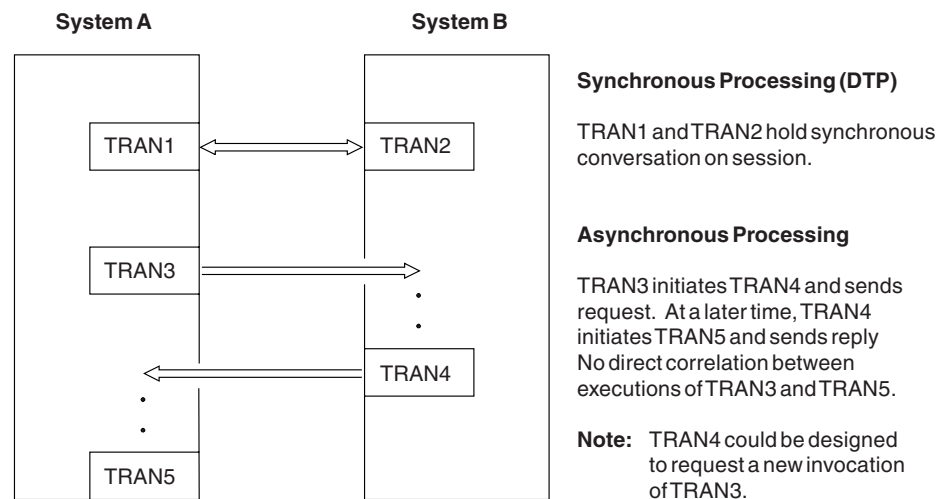 System A
System B
TRAN1
TRAN2
TRAN3
TRAN4
TRAN5
Synchronous Processing (DTP)
TRAN1 and TRAN2 hold synchronous
conversation on session.
Asynchronous Processing
TRAN3 initiates TRAN4 and sends
request. At a later time, TRAN4
initiates TRAN5 and sends reply
No direct correlation between
executions of TRAN3 and TRAN5.
Note: TRAN4 could be designed
to request a new invocation
of TRAN3.